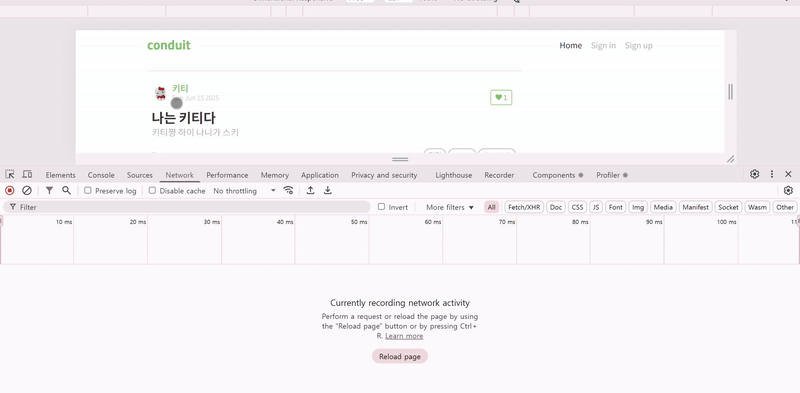 conduit
Home Sign in Sign up
키티
Jun 15 2025
1
나는 키티다
키티짱 하이 나나가 스키
Elements Console Sources Network Performance Memory Application Privacy and security Lighthouse Recorder Components Profiler
Preserve log Disable cache No throttling
Filter Invert More filters All Fetch/XHR Doc CSS JS Font Img Media Manifest Socket Wasm Other
10 ms 20 ms 30 ms 40 ms 50 ms 60 ms 70 ms 80 ms 90 ms 100 ms
Currently recording network activity
Perform a request or reload the page by using
the "Reload page" button or by pressing Ctrl+
R. Learn more
Reload page